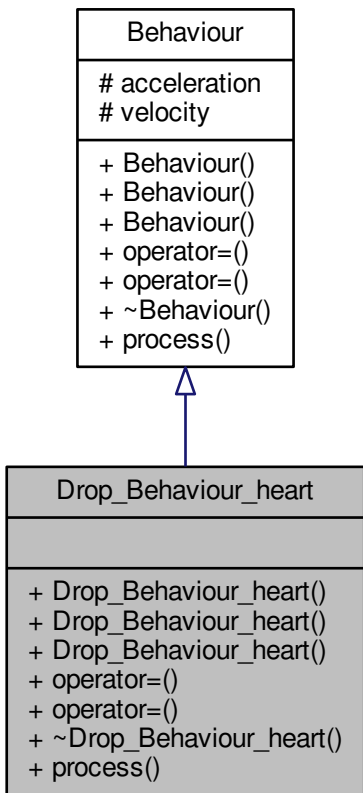 Behaviour
# acceleration
# velocity
+ Behaviour()
+ Behaviour()
+ Behaviour()
+ operator=()
+ operator=()
+ ~Behaviour()
+ process()
Drop_Behaviour_heart
+ Drop_Behaviour_heart()
+ Drop_Behaviour_heart()
+ Drop_Behaviour_heart()
+ operator=()
+ operator=()
+ ~Drop_Behaviour_heart()
+ process()